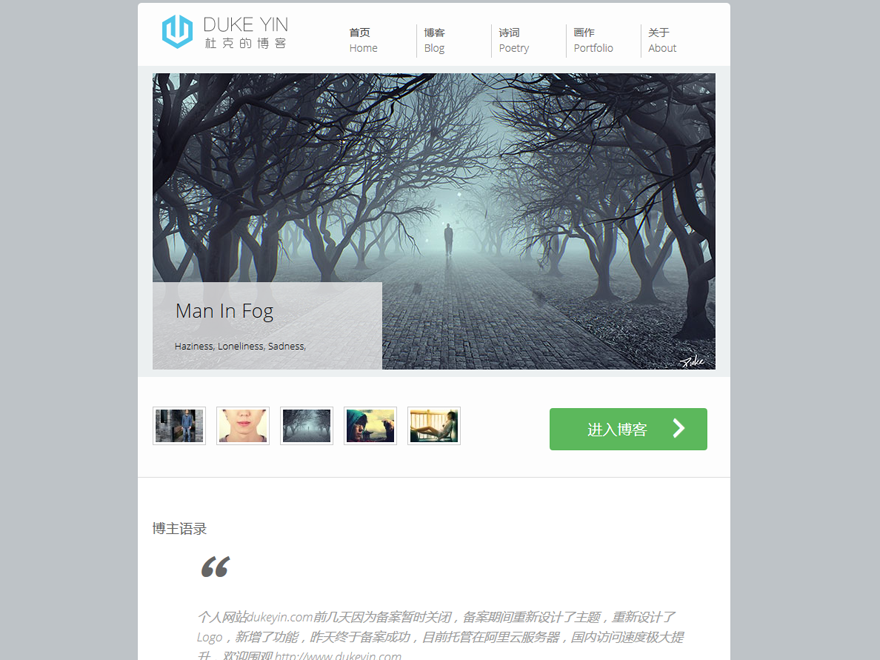 DUKE YIN
杜克的博客
首页
Home
博客
Blog
诗词
Poetry
画作
Portfolio
关于
About
Man In Fog
Haziness, Loneliness, Sadness,
Duke
进入博客
博主语录
“
个人网站dukeyin.com前几天因为备案暂时关闭，备案期间重新设计了主题，重新设计了
Logo，新增了功能，昨天终于备案成功，目前托管在阿里云服务器，国内访问速度极大提
升，欢迎围观 http://www.dukeyin.com